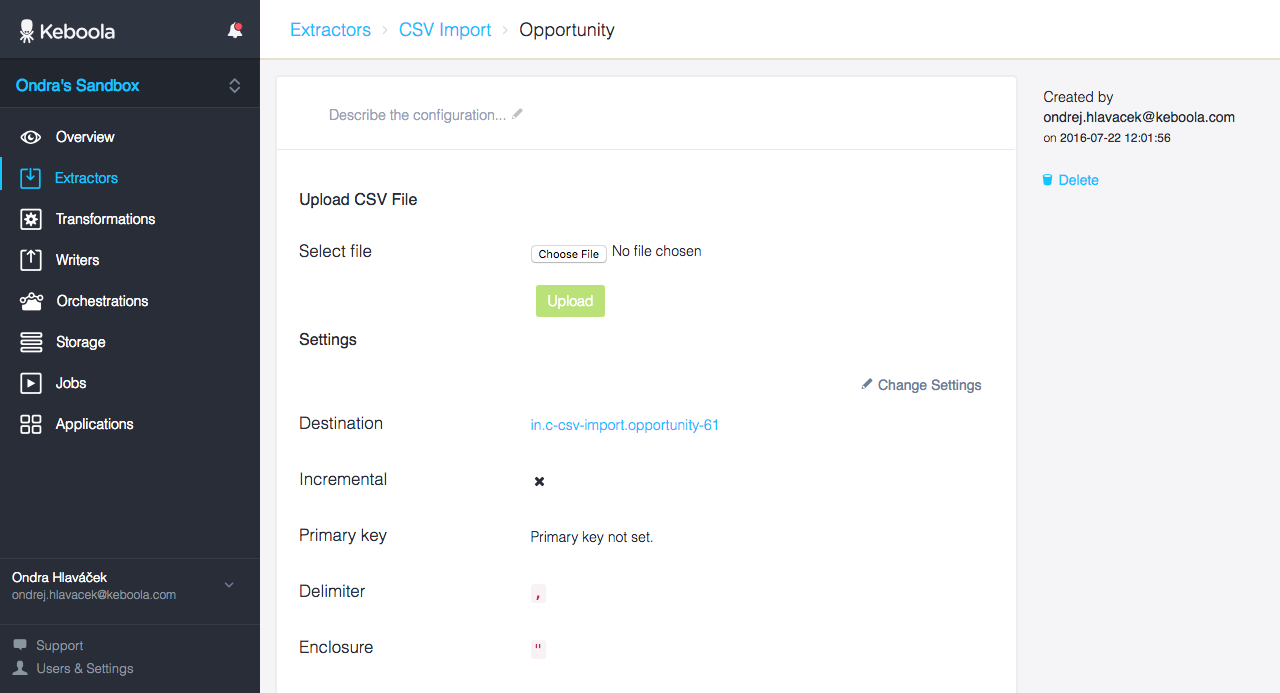 Keboola
Ondra's Sandbox
Overview
Extractors
Transformations
Writers
Orchestrations
Storage
Jobs
Applications
Ondra Hlaváček
ondrej.hlavacek@keboola.com
Support
Users & Settings
Extractors › CSV Import › Opportunity
Describe the configuration...
Upload CSV File
Select file Choose File No file chosen
Upload
Settings
Change Settings
Destination in.c-csv-import.opportunity-61
Incremental ✖
Primary key Primary key not set.
Delimiter ,
Enclosure "
Created by
ondrej.hlavacek@keboola.com
on 2016-07-22 12:01:56
Delete